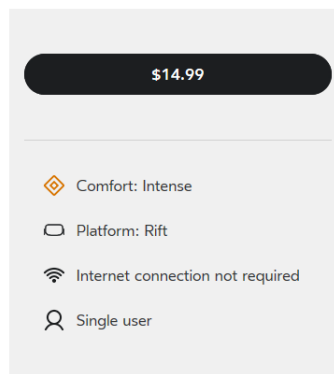 $14.99
Comfort: Intense
Platform: Rift
Internet connection not required
Single user